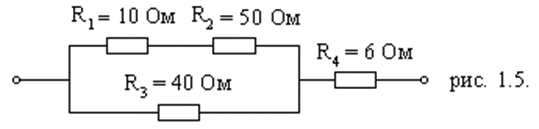 R₁ = 10 Ом R₂ = 50 Ом
R₄ = 6 Ом
R₃ = 40 Ом
рис. 1.5.